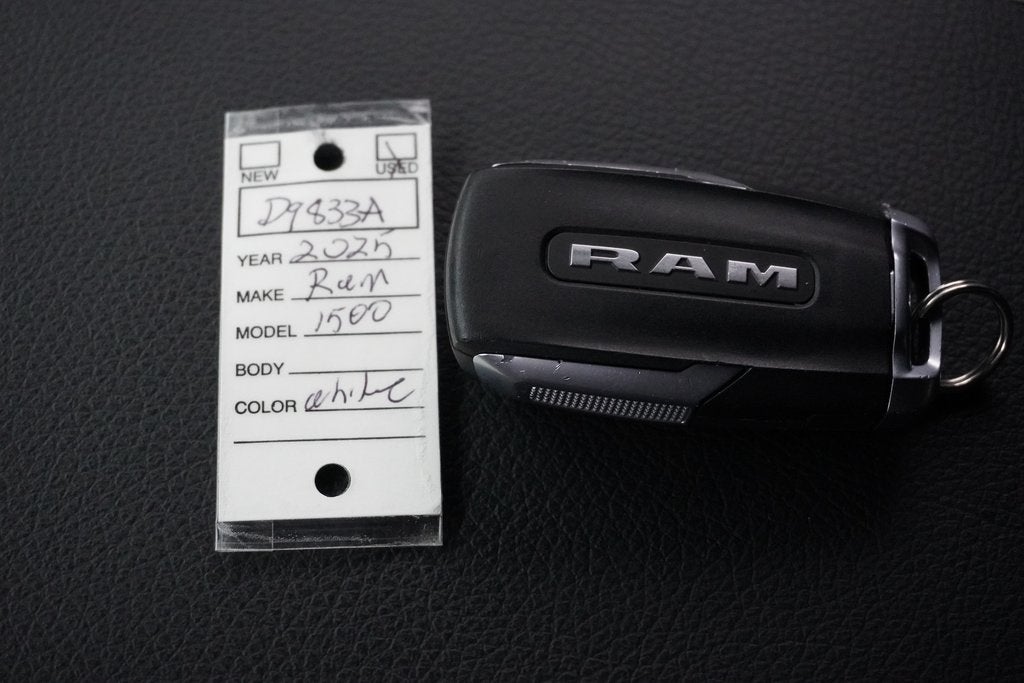 NEW USED
D9833A
YEAR 2025
MAKE Ram
MODEL 1500
BODY
COLOR white
RAM